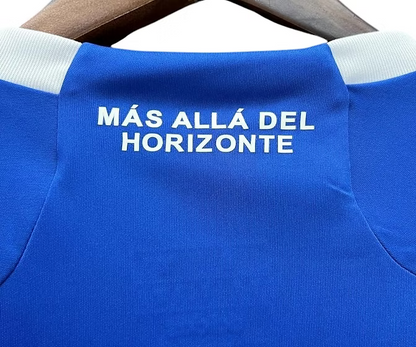 MÁS ALLÁ DEL
HORIZONTE